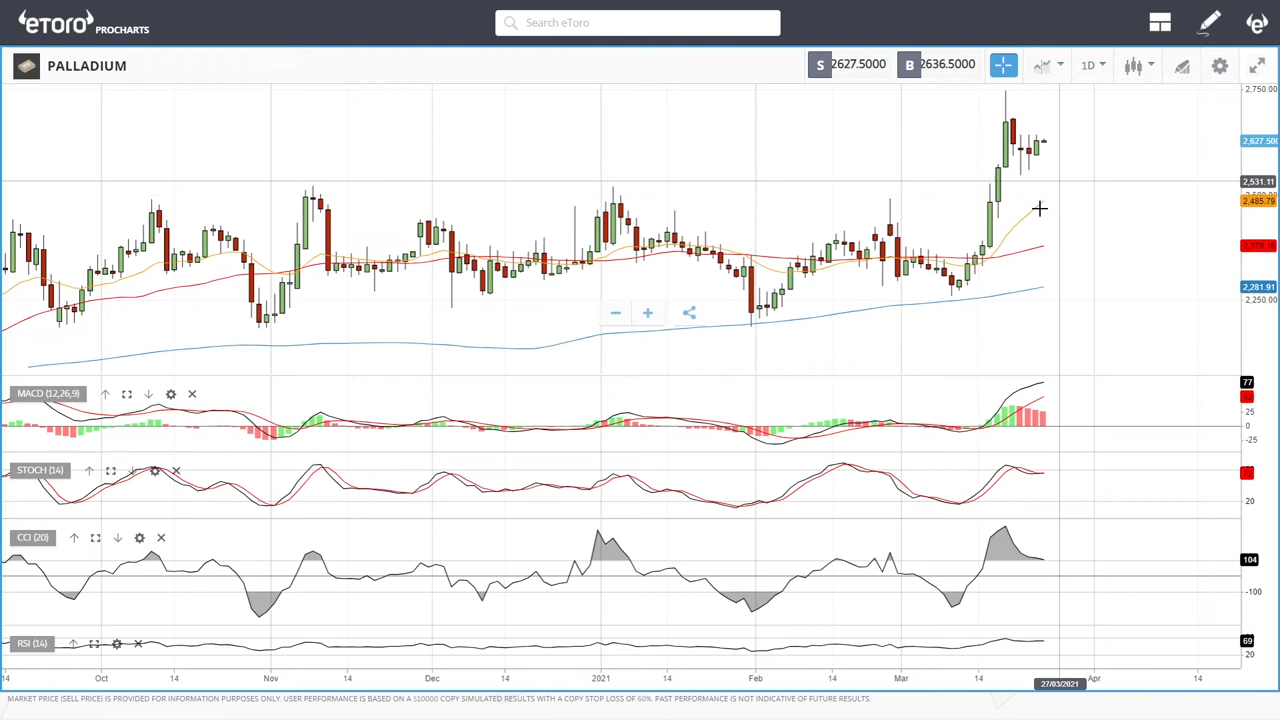 eToro PROCHARTS
Search eToro
PALLADIUM
S 2627.5000 B 2636.5000 1D
2,750.00
2,627.500
2,531.11
2,485.79
2,379.16
2,281.91
2,250.00
MACD (12,26,9)
77
25
0
-25
STOCH (14)
20
CCI (20)
104
-100
RSI (14)
69
20
14 Oct 14 Nov 14 Dec 14 2021 14 Feb 14 Mar 14 27/03/2021 Apr 14
MARKET PRICE (SELL PRICE) IS PROVIDED FOR INFORMATION PURPOSES ONLY. USER PERFORMANCE IS BASED ON A $10000 COPY SIMULATED RESULTS WITH A COPY STOP LOSS OF 60%. PAST PERFORMANCE IS NOT INDICATIVE OF FUTURE RESULTS.